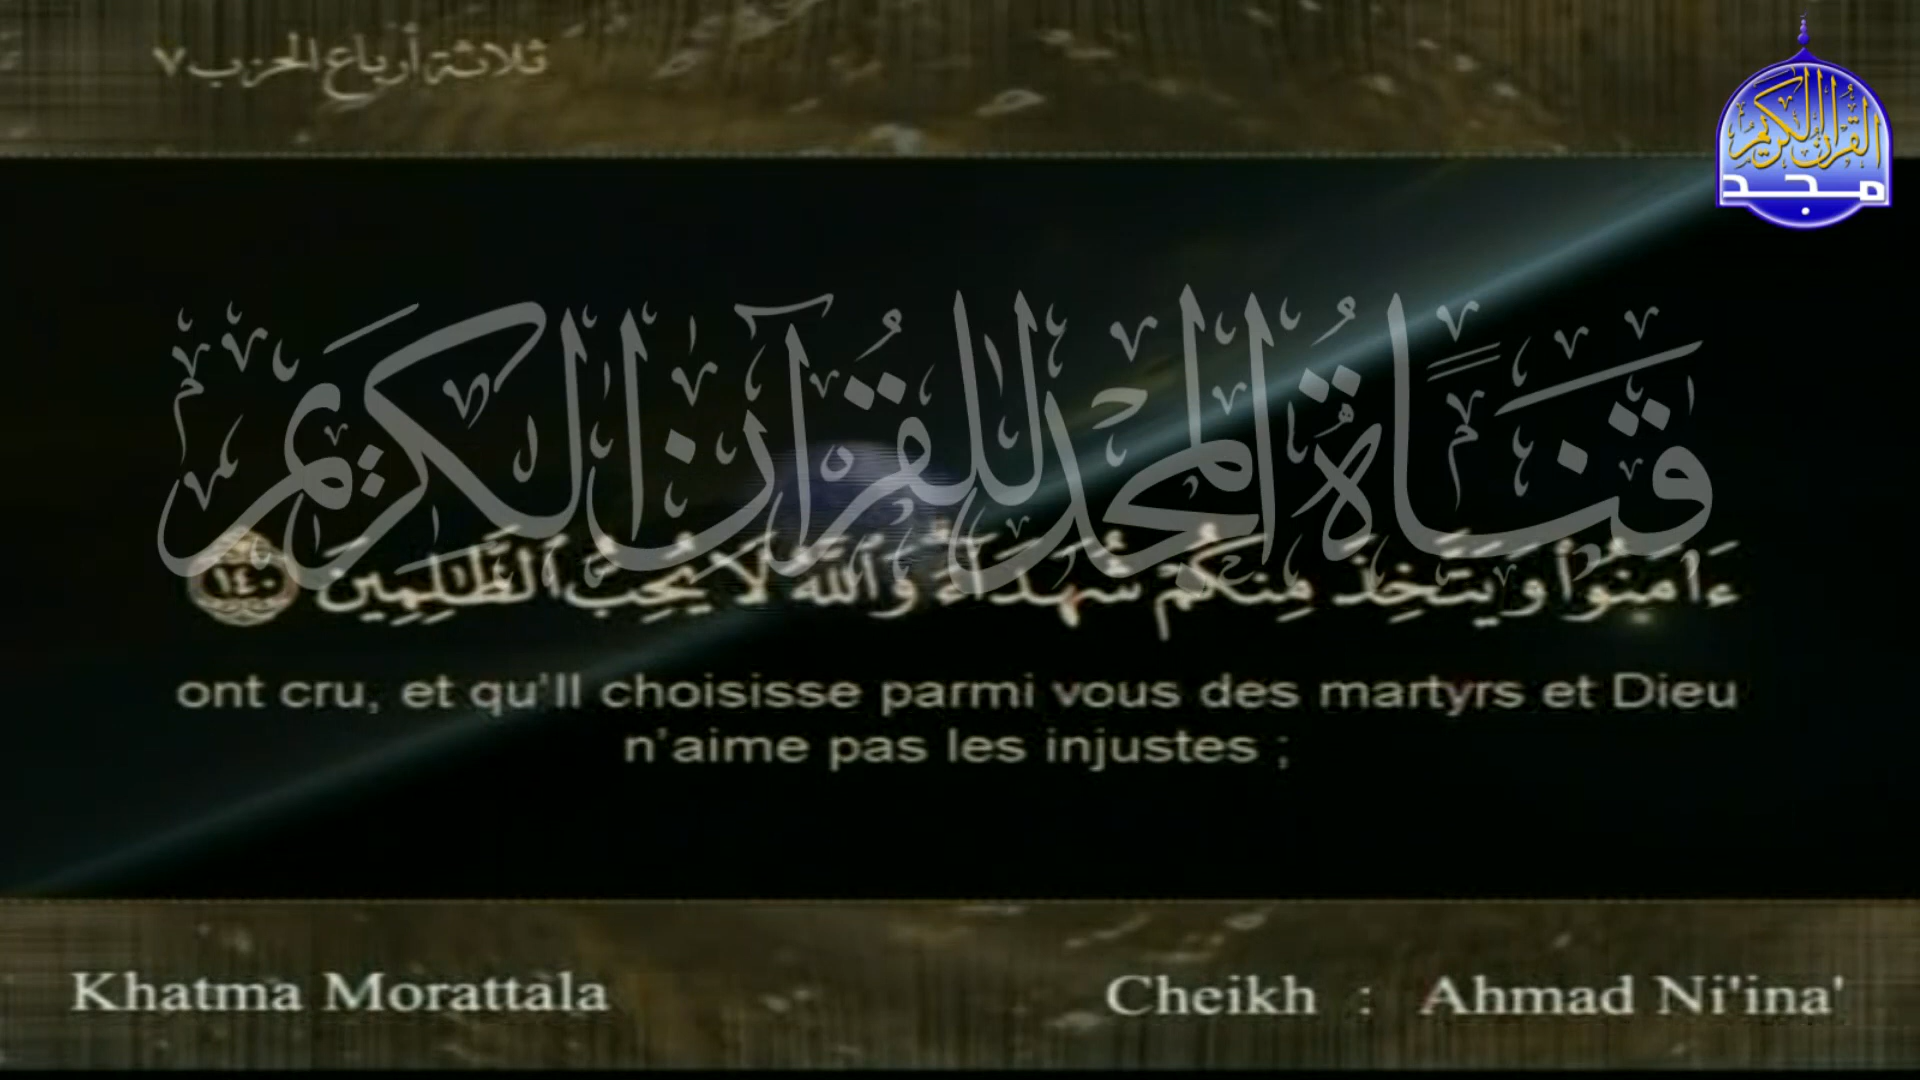 ثلاثة أرباع الحزب ٧
القرآن الكريم
مجد
قناة المجد للقرآن الكريم
ءَامَنُوا۟ وَيَتَّخِذَ مِنكُمْ شُهَدَآءَ ۗ وَٱللَّهُ لَا يُحِبُّ ٱلظَّـٰلِمِينَ ١٤٠
ont cru, et qu'Il choisisse parmi vous des martyrs et Dieu
n'aime pas les injustes ;
Khatma Morattala
Cheikh : Ahmad Ni'ina'